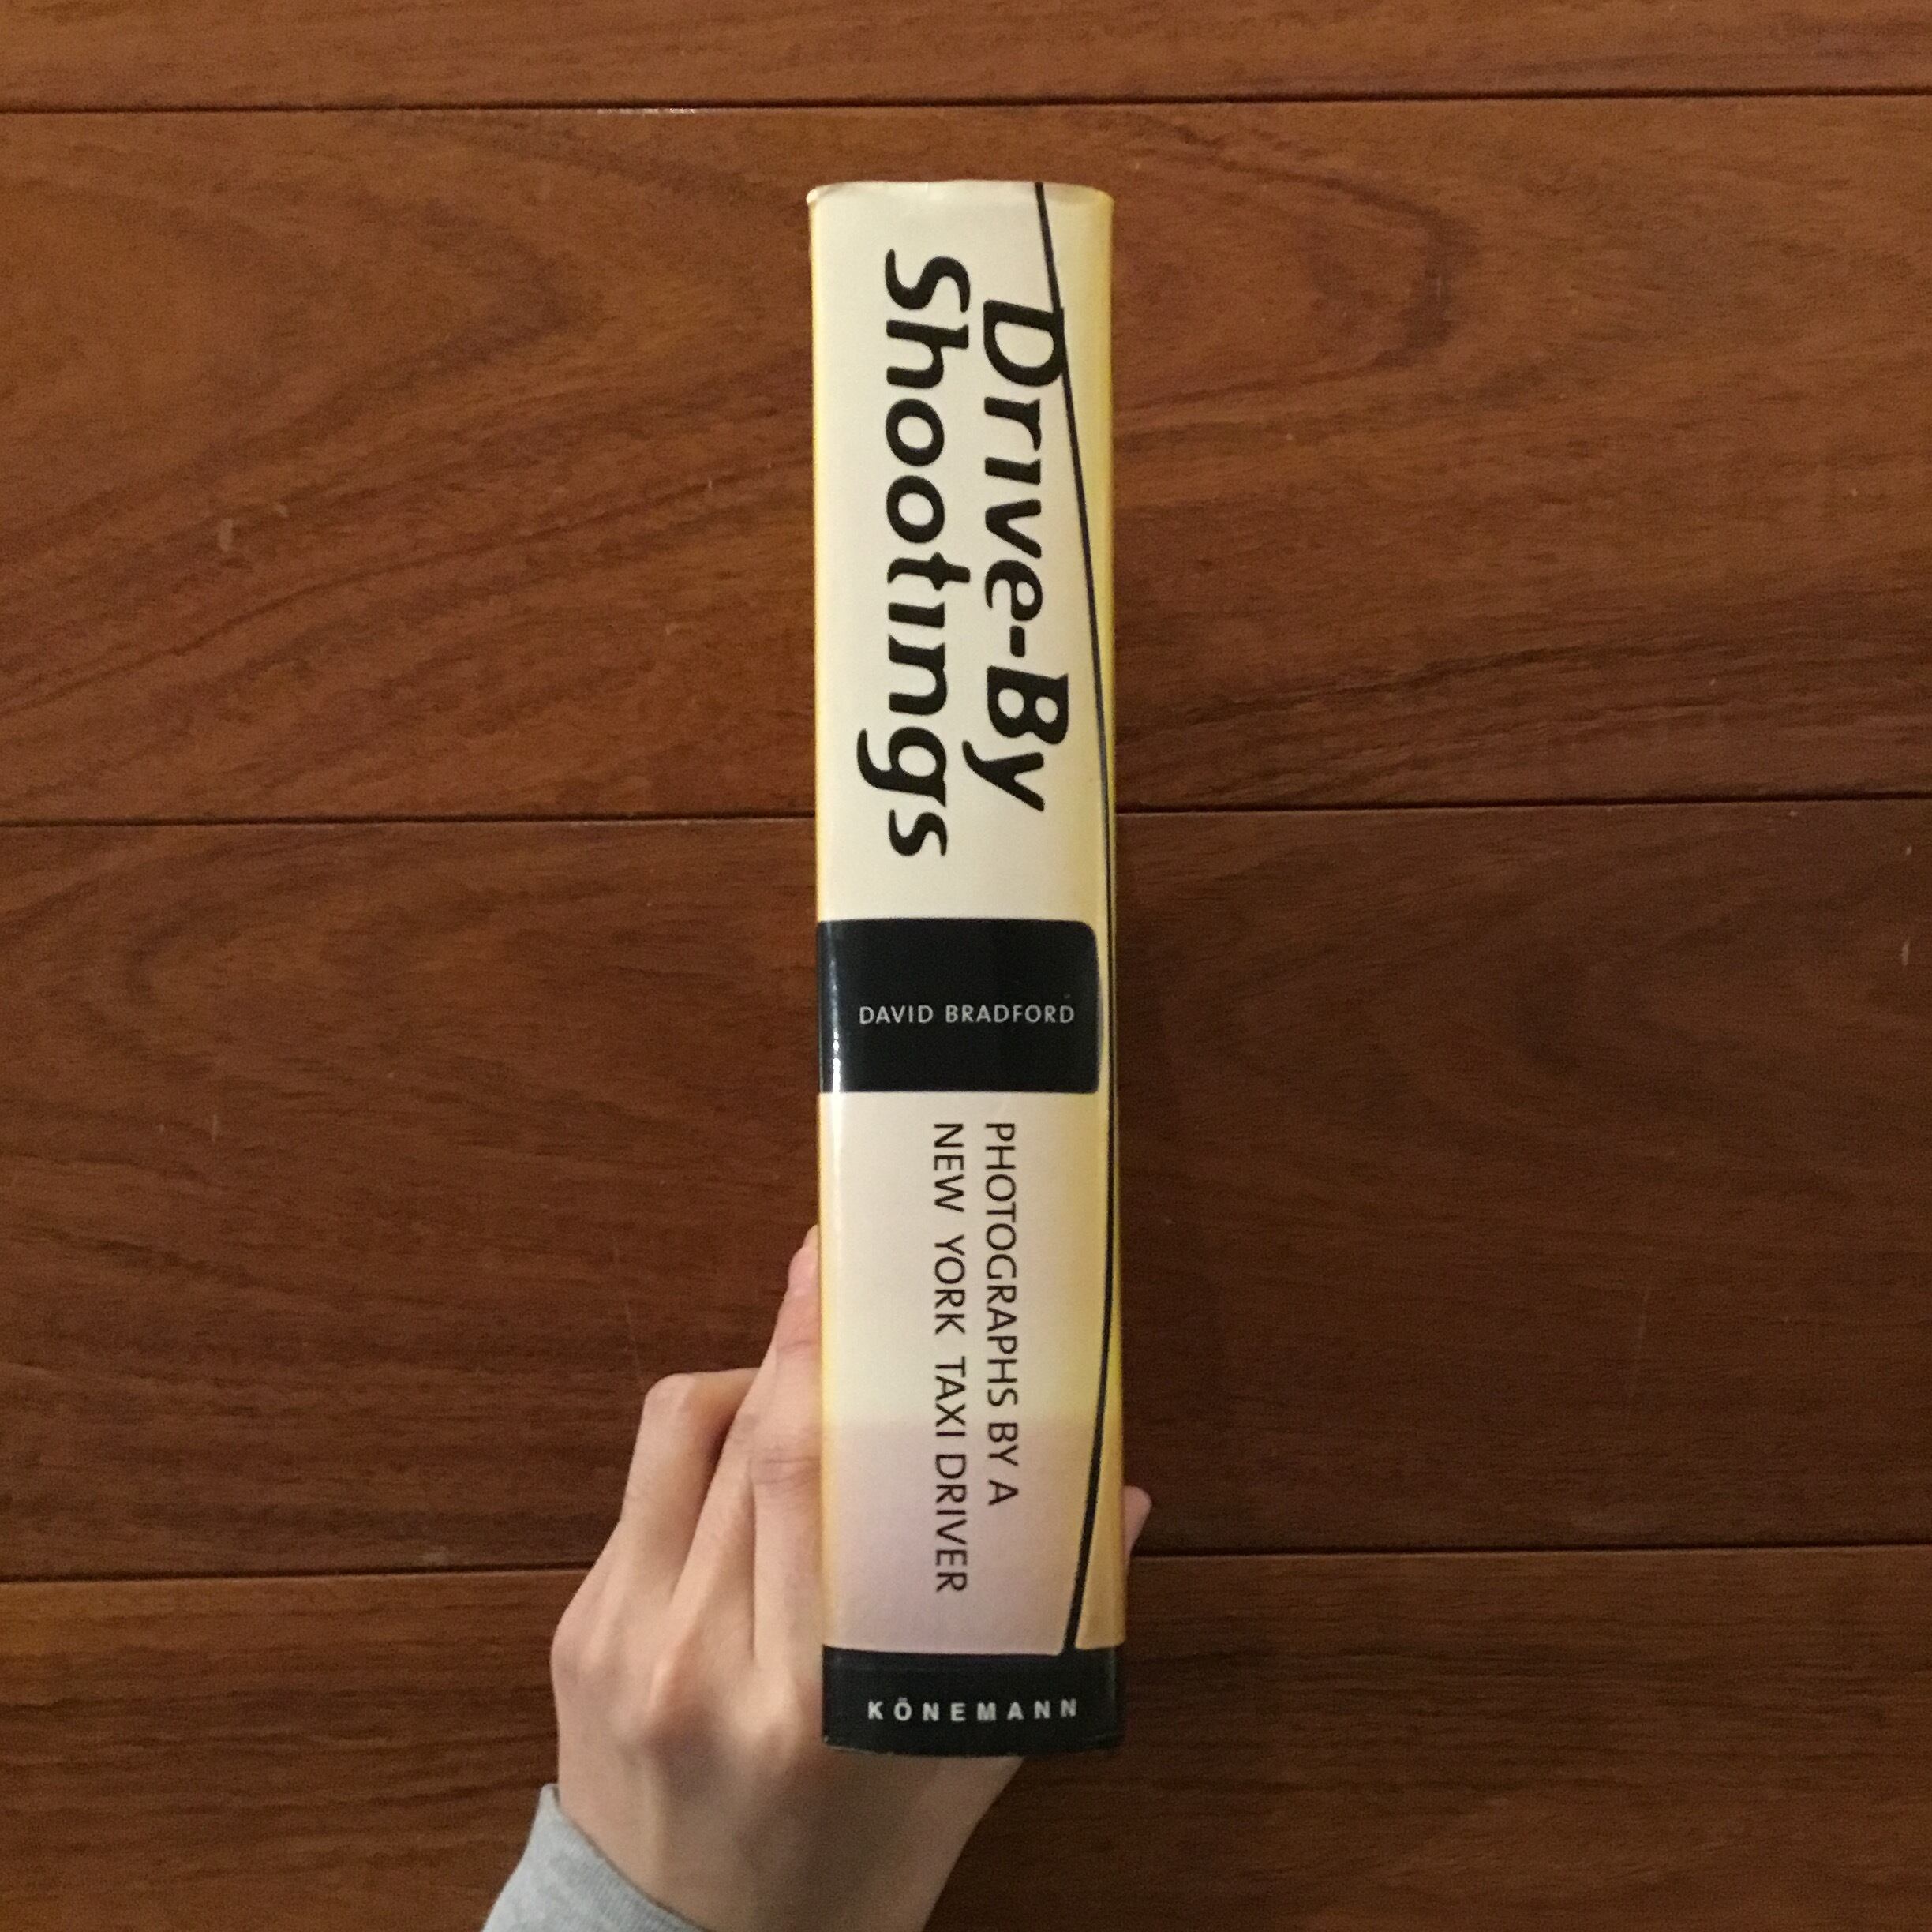 Drive-By
Shootings
DAVID BRADFORD
PHOTOGRAPHS BY A
NEW YORK TAXI DRIVER
KÖNEMANN